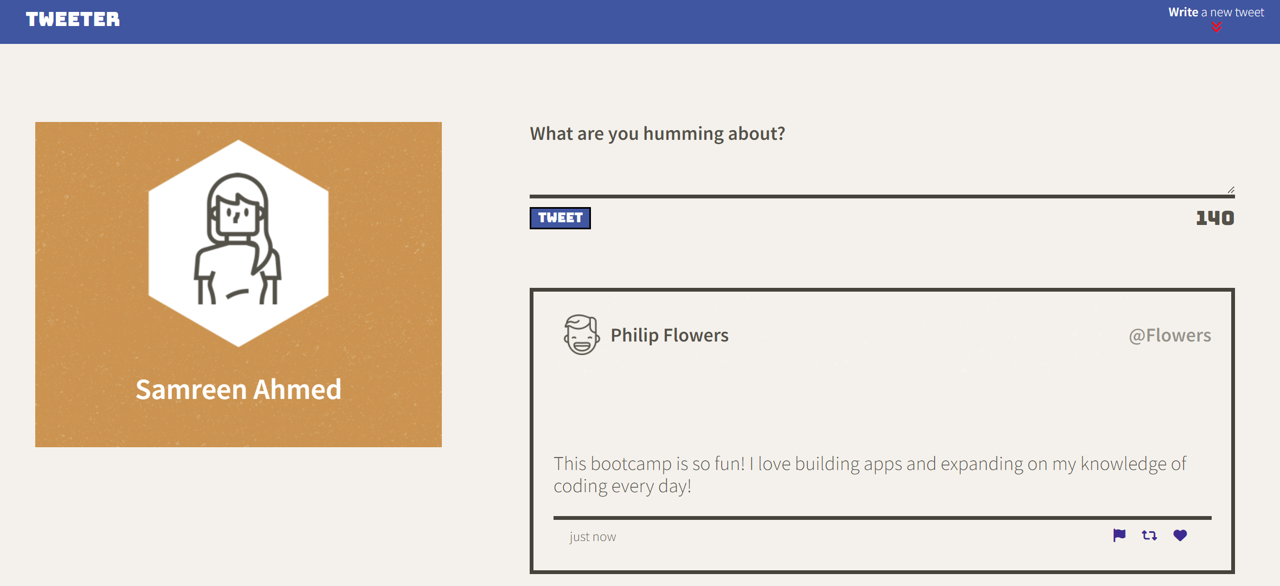 TWEETER
Write a new tweet
Samreen Ahmed
What are you humming about?
TWEET
140
Philip Flowers
@Flowers
This bootcamp is so fun! I love building apps and expanding on my knowledge of
coding every day!
just now